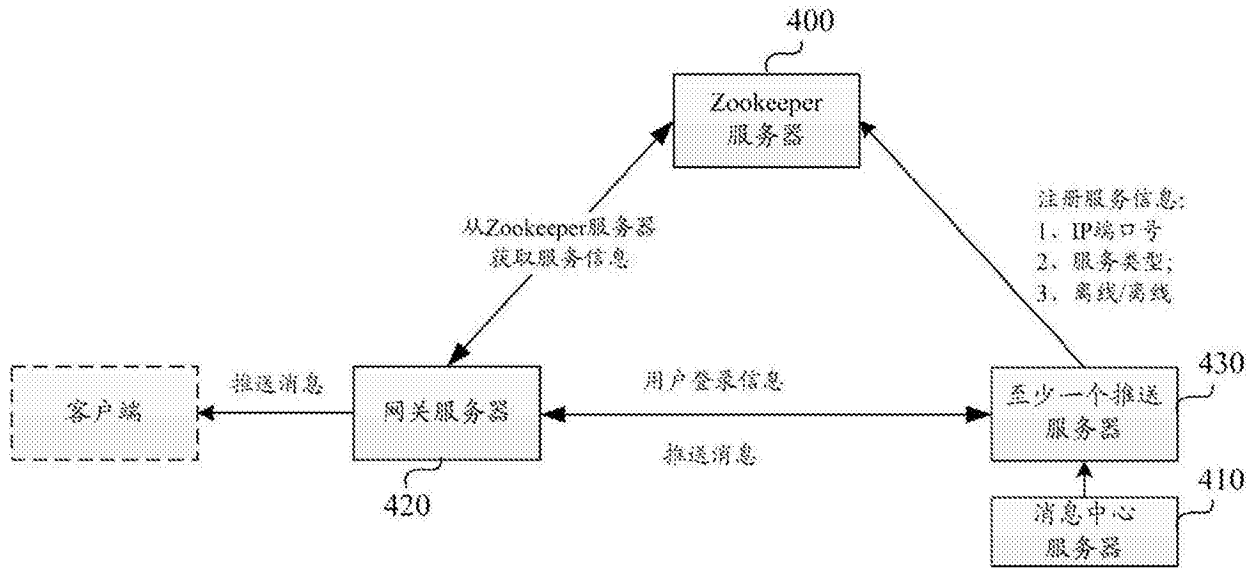 400
Zookeeper
服务器
注册服务信息:
1、IP端口号
2、服务类型;
3、离线/离线
从Zookeeper服务器
获取服务信息
430
客户端
推送消息
网关服务器
用户登录信息
推送消息
至少一个推送
服务器
420
410
消息中心
服务器